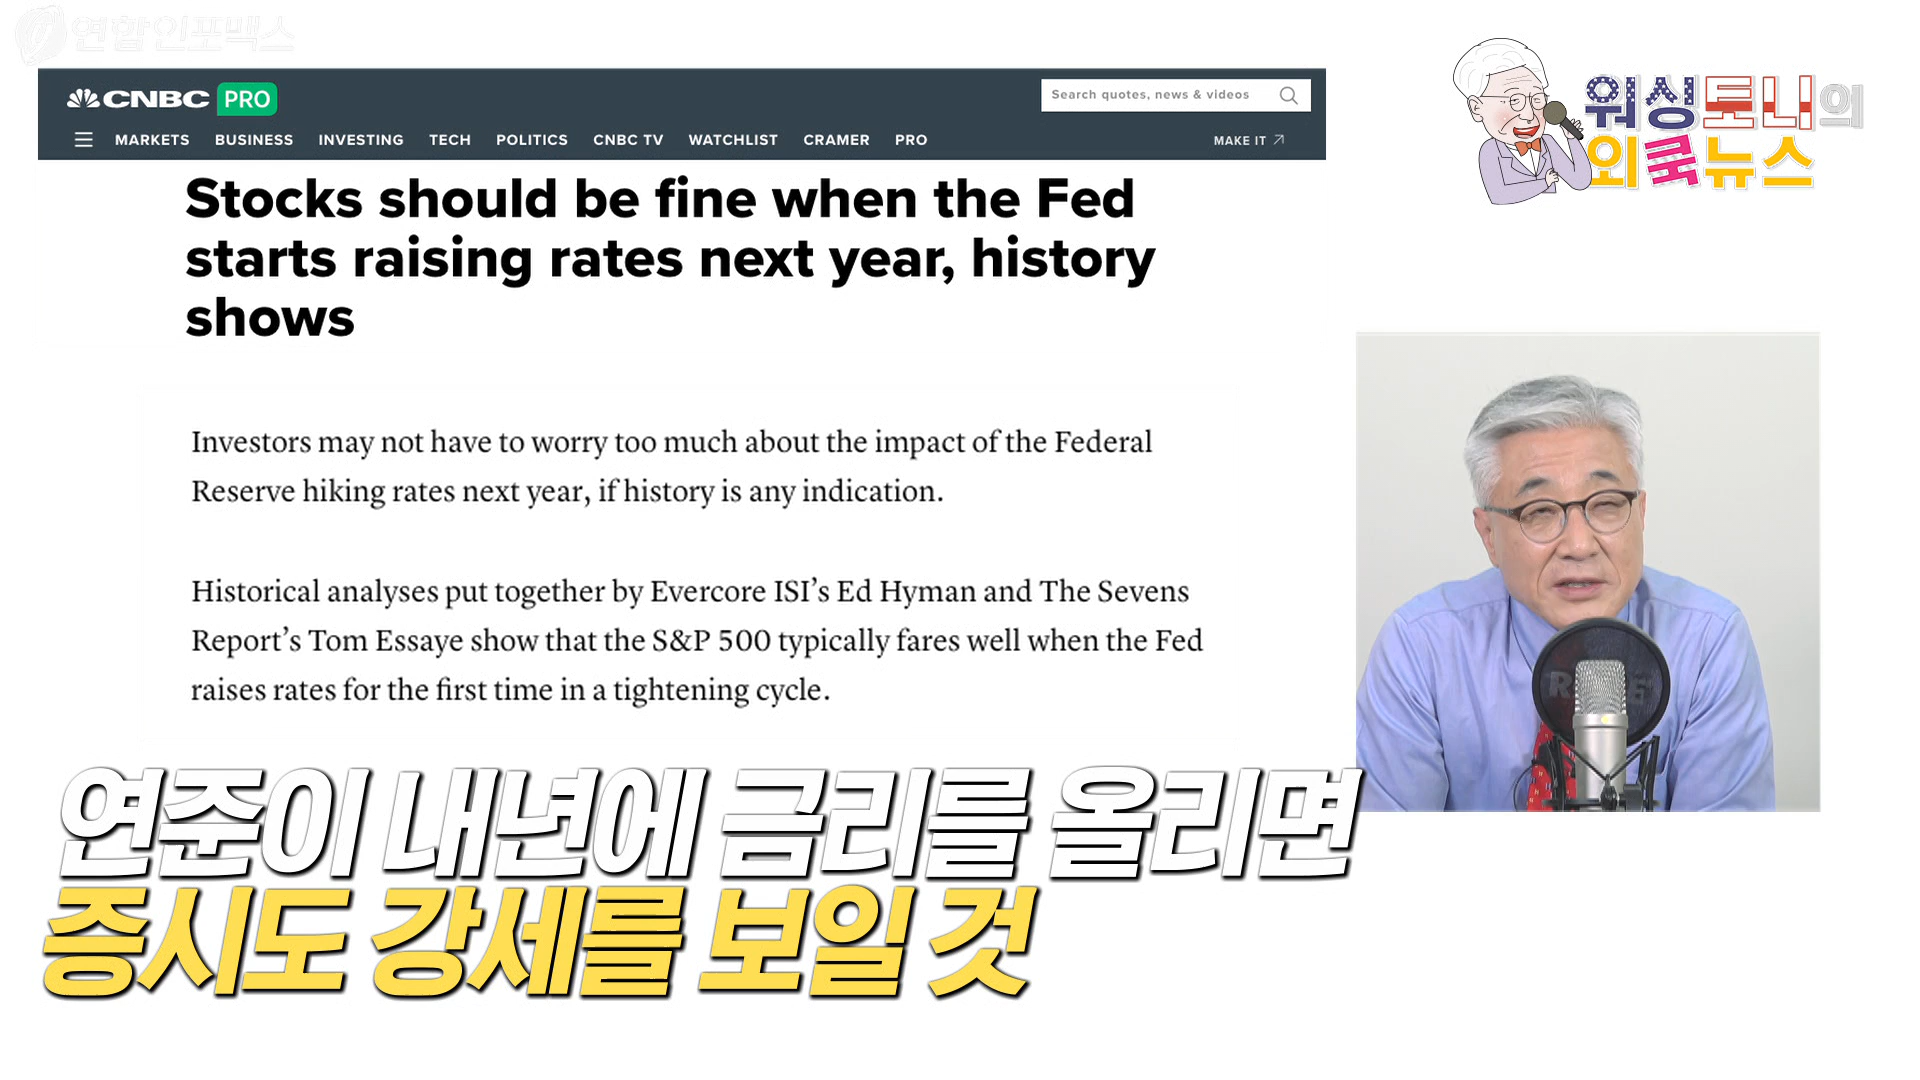 연합인포맥스
CNBC PRO
Search quotes, news & videos
MARKETS BUSINESS INVESTING TECH POLITICS CNBC TV WATCHLIST CRAMER PRO
MAKE IT
워싱토니의
외쿡뉴스
Stocks should be fine when the Fed
starts raising rates next year, history
shows
Investors may not have to worry too much about the impact of the Federal
Reserve hiking rates next year, if history is any indication.
Historical analyses put together by Evercore ISI’s Ed Hyman and The Sevens
Report’s Tom Essaye show that the S&P 500 typically fares well when the Fed
raises rates for the first time in a tightening cycle.
연준이 내년에 금리를 올리면
증시도 강세를 보일 것